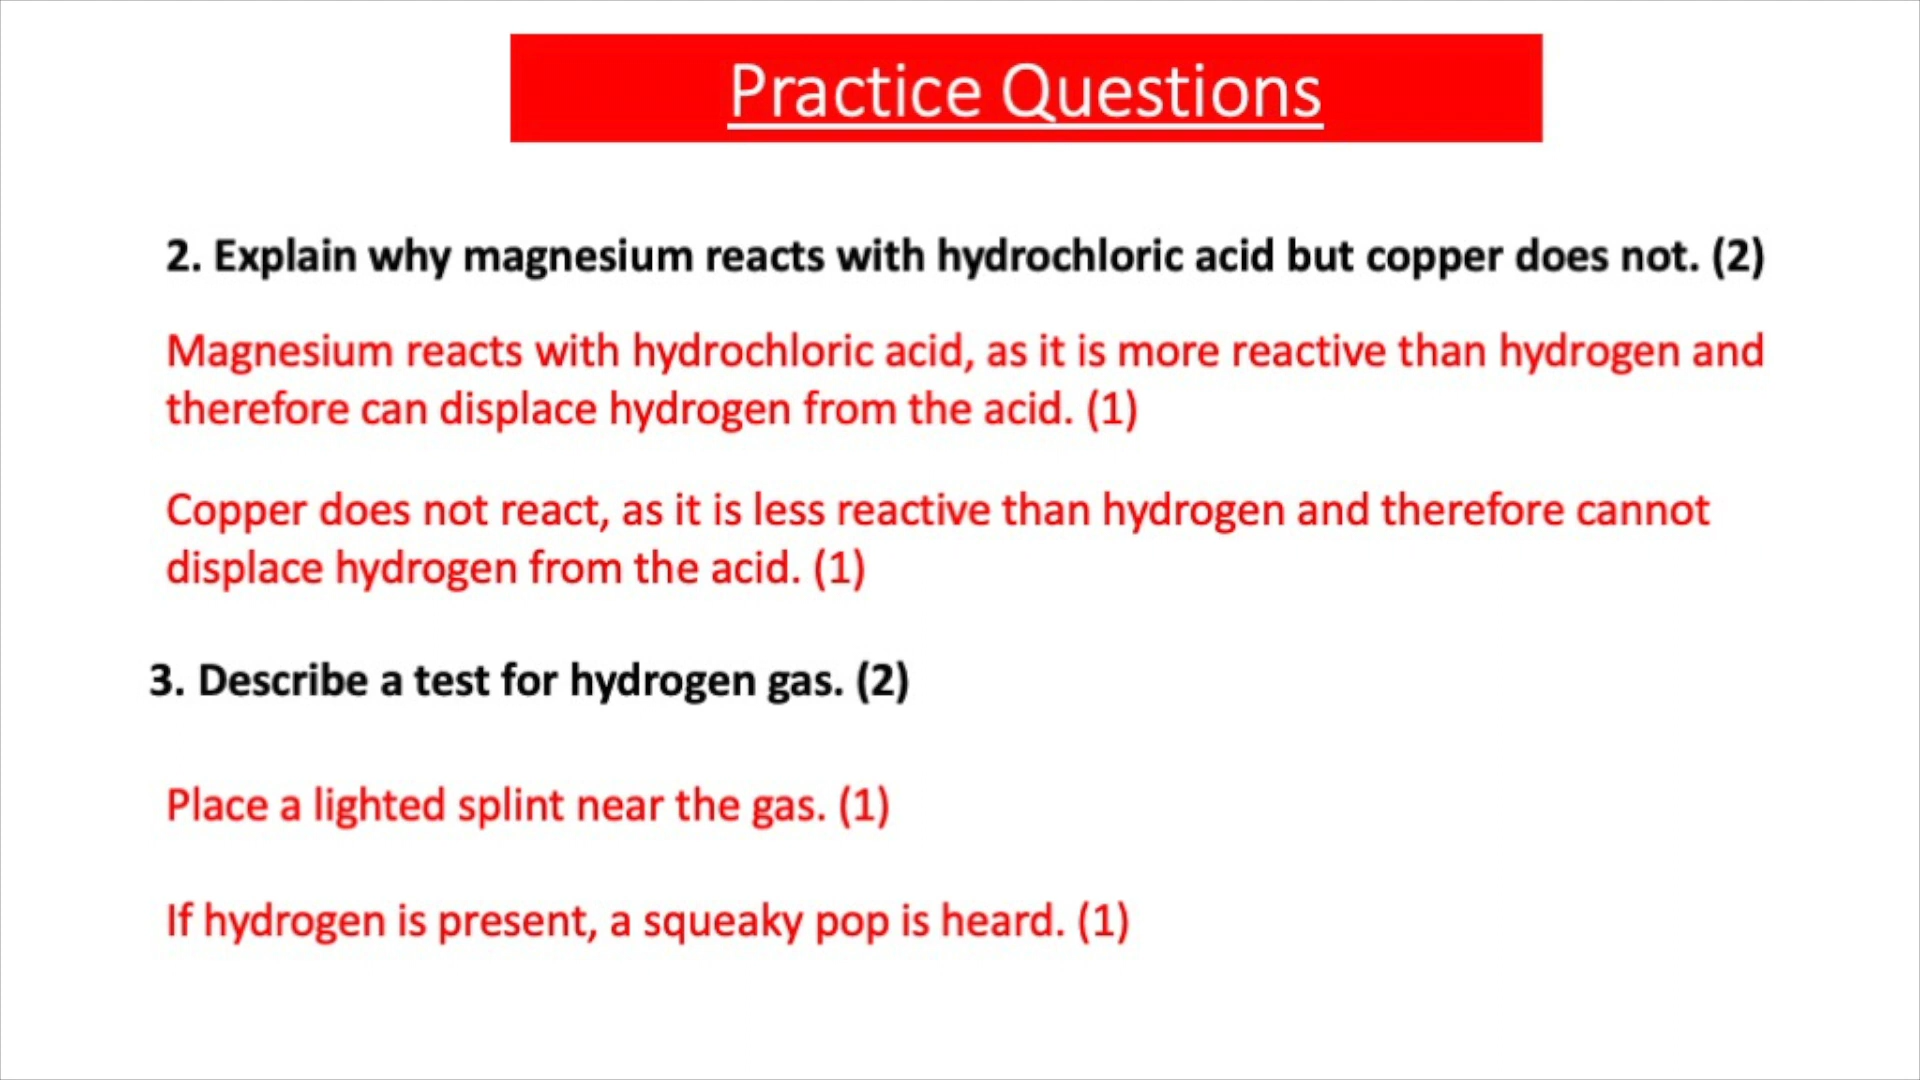 Practice Questions
2. Explain why magnesium reacts with hydrochloric acid but copper does not. (2)
Magnesium reacts with hydrochloric acid, as it is more reactive than hydrogen and
therefore can displace hydrogen from the acid. (1)
Copper does not react, as it is less reactive than hydrogen and therefore cannot
displace hydrogen from the acid. (1)
3. Describe a test for hydrogen gas. (2)
Place a lighted splint near the gas. (1)
If hydrogen is present, a squeaky pop is heard. (1)